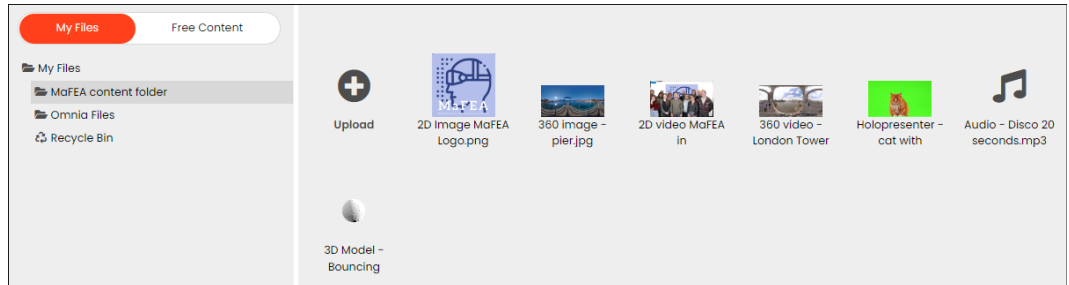 My Files
Free Content
My Files
MaFEA content folder
Omnia Files
Recycle Bin
Upload
MaFEA
2D Image MaFEA
Logo.png
360 image -
pier.jpg
2D video MaFEA
in
360 video -
London Tower
Holopresenter -
cat with
Audio - Disco 20
seconds.mp3
3D Model -
Bouncing